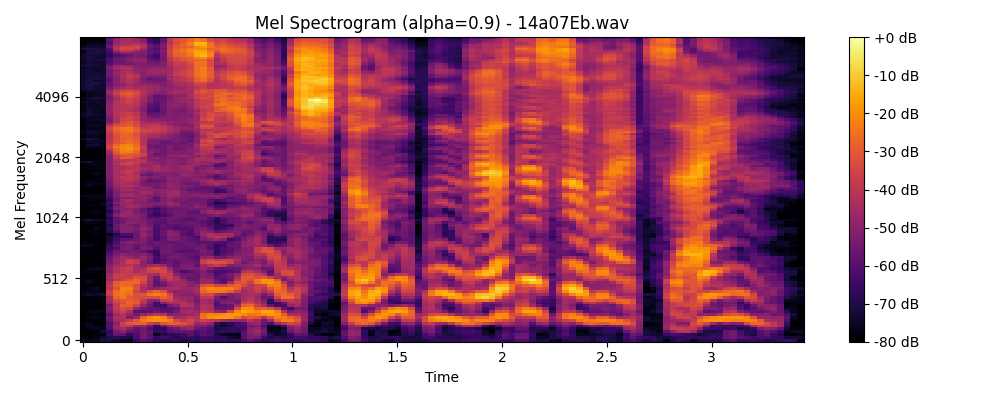 Mel Spectrogram (alpha=0.9) - 14a07Eb.wav
Mel Frequency
4096
2048
1024
512
0
0
0.5
1
1.5
2
2.5
3
Time
+0 dB
-10 dB
-20 dB
-30 dB
-40 dB
-50 dB
-60 dB
-70 dB
-80 dB